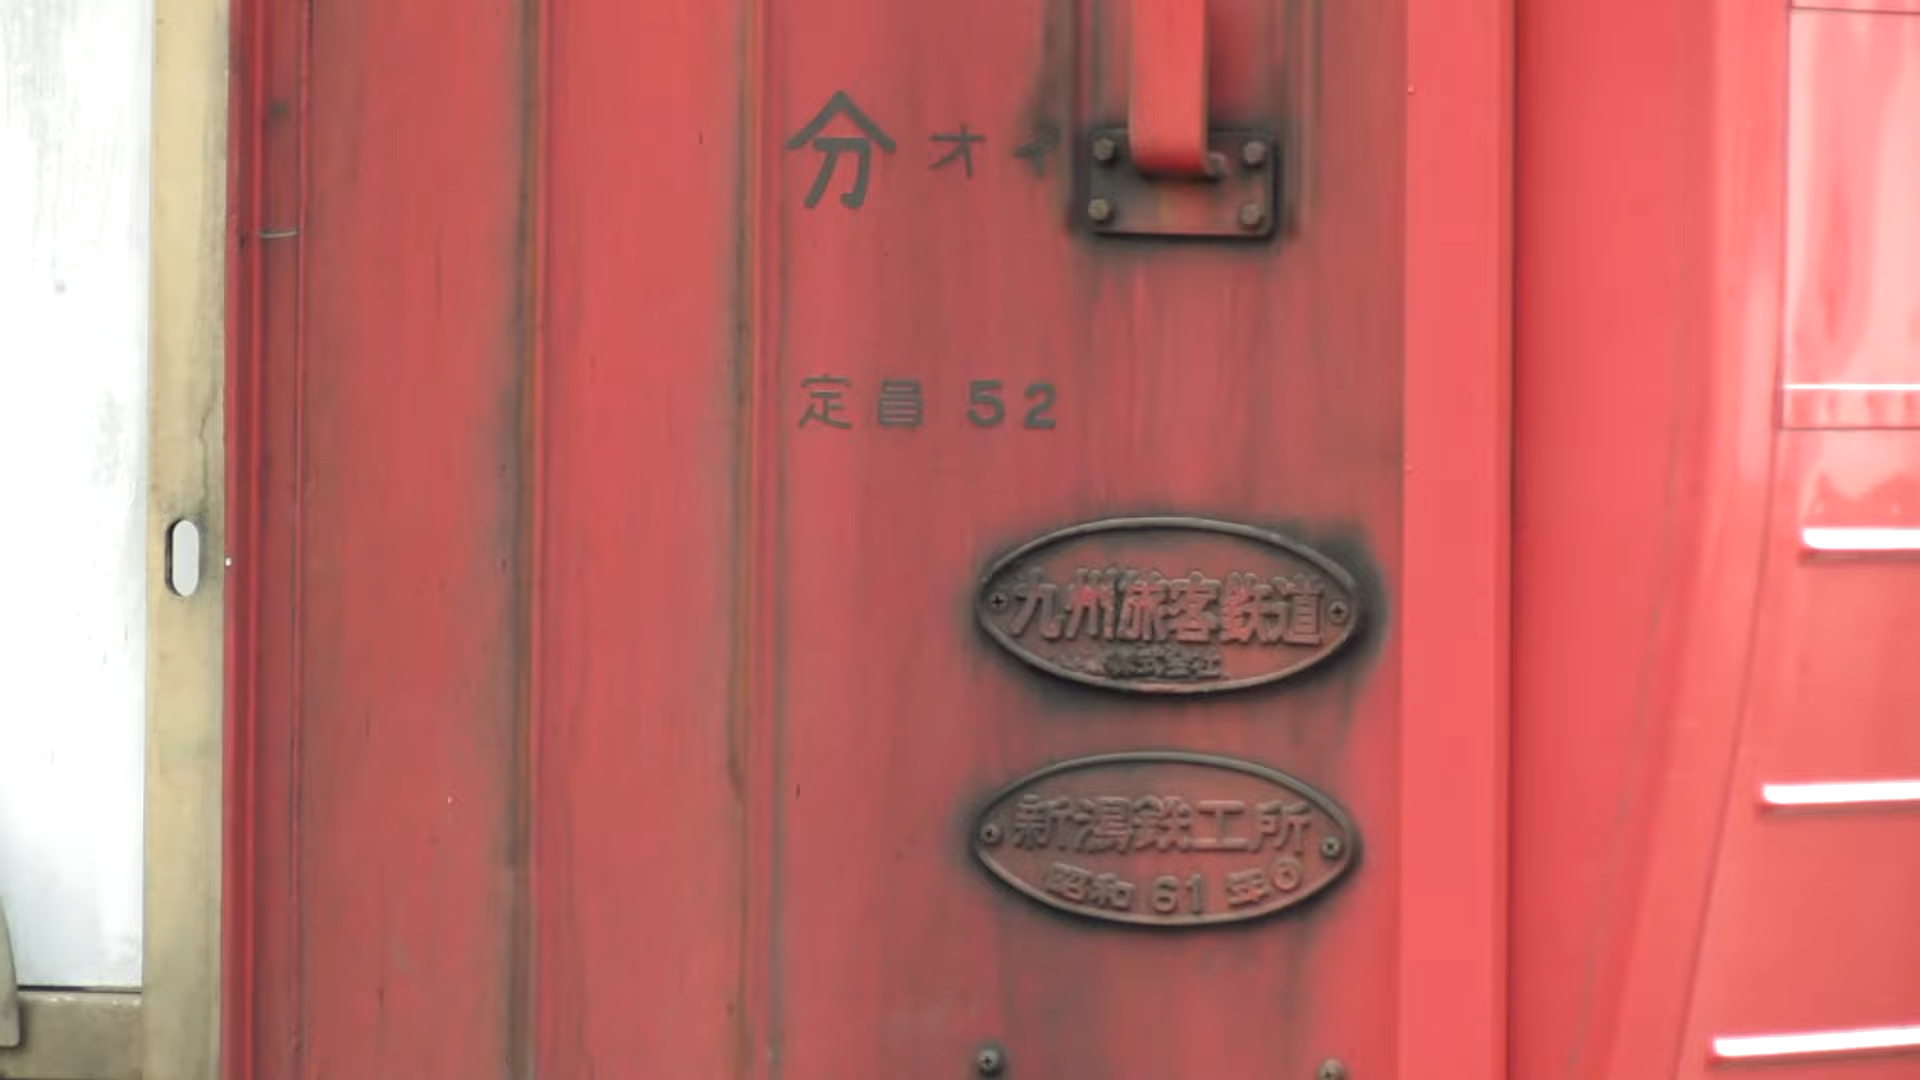 分オイ
定員 52
九州旅客鉄道
株式会社
新潟鉄工所
昭和 61 年6